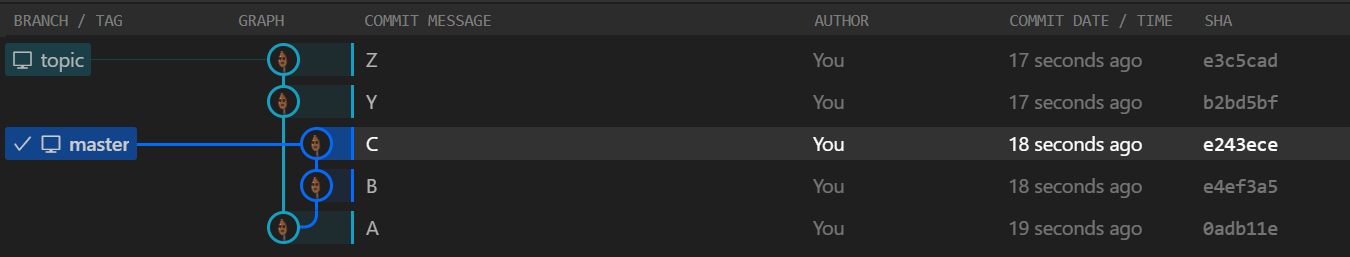 BRANCH / TAG GRAPH COMMIT MESSAGE AUTHOR COMMIT DATE / TIME SHA
topic Z You 17 seconds ago e3c5cad
Y You 17 seconds ago b2bd5bf
master C You 18 seconds ago e243ece
B You 18 seconds ago e4ef3a5
A You 19 seconds ago 0adb11e